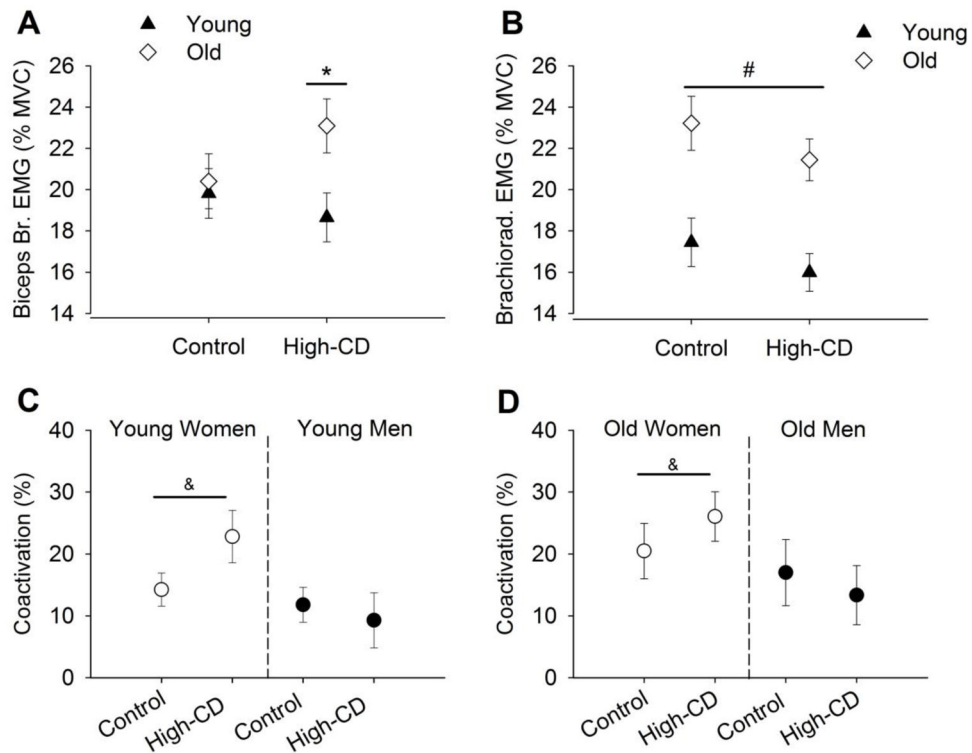 A
Young
Old
Biceps Br. EMG (% MVC)
26
24
22
20
18
16
14
*
Control
High-CD
B
Young
Old
Brachiorad. EMG (% MVC)
26
24
22
20
18
16
14
#
Control
High-CD
C
Young Women
Young Men
Coactivation (%)
40
30
20
10
0
&
Control
High-CD
Control
High-CD
D
Old Women
Old Men
Coactivation (%)
40
30
20
10
0
&
Control
High-CD
Control
High-CD